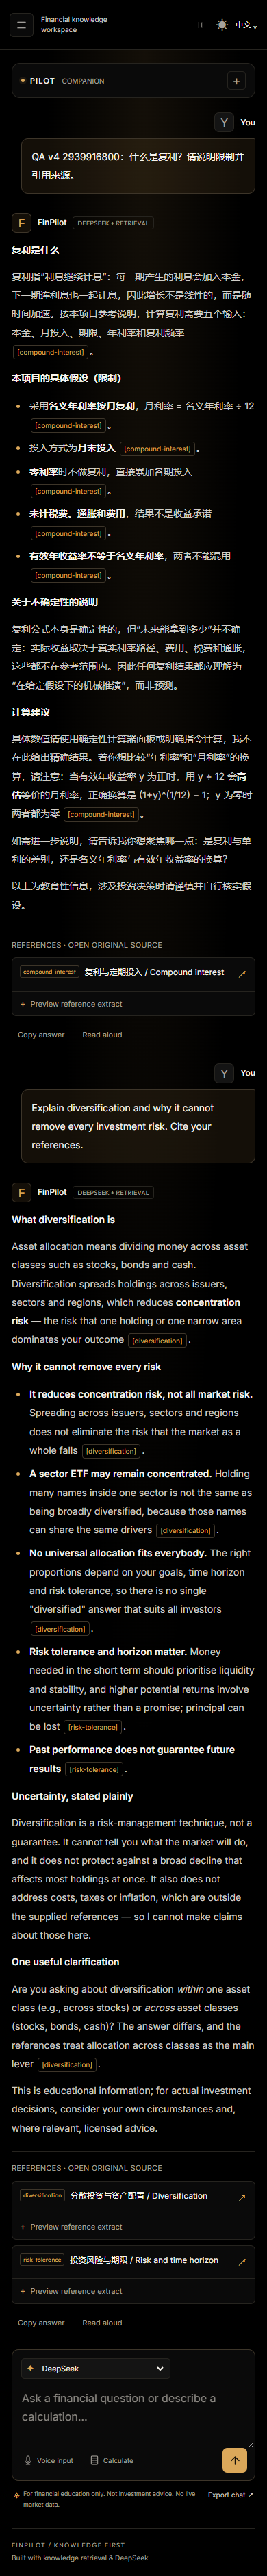 Financial knowledge
workspace
中文
PILOT COMPANION
+
Y You
QA v4 2939916800：什么是复利？请说明限制并
引用来源。
F FinPilot DEEPSEEK + RETRIEVAL
复利是什么
复利指“利息继续计息”：每一期产生的利息会加入本金，
下一期连利息也一起计息，因此增长不是线性的，而是随
时间加速。按本项目参考说明，计算复利需要五个输入：
本金、月投入、期限、年利率和复利频率
[compound-interest] 。
本项目的具体假设（限制）
• 采用名义年利率按月复利，月利率 = 名义年利率 ÷ 12
[compound-interest] 。
• 投入方式为月末投入 [compound-interest] 。
• 零利率时不做复利，直接累加各期投入
[compound-interest] 。
• 未计税费、通胀和费用，结果不是收益承诺
[compound-interest] 。
• 有效年收益率不等于名义年利率，两者不能混用
[compound-interest] 。
关于不确定性的说明
复利公式本身是确定性的，但“未来能拿到多少”并不确
定：实际收益取决于真实利率路径、费用、税费和通胀，
这些都不在参考范围内。因此任何复利结果都应理解为
“在给定假设下的机械推演”，而非预测。
计算建议
具体数值请使用确定性计算器面板或明确指令计算，我不
在此给出精确结果。若你想比较“年利率”和“月利率”的换
算，请注意：当有效年收益率 y 为正时，用 y ÷ 12 会高
估等价的月利率，正确换算是 (1+y)^(1/12) − 1；y 为零时
两者都为零 [compound-interest] 。
如需进一步说明，请告诉我你想聚焦哪一点：是复利与单
利的差别，还是名义年利率与有效年收益率的换算？
以上为教育性信息，涉及投资决策时请谨慎并自行核实假
设。
REFERENCES · OPEN ORIGINAL SOURCE
compound-interest 复利与定期投入 / Compound interest ↗
+ Preview reference extract
Copy answer Read aloud
Y You
Explain diversification and why it cannot
remove every investment risk. Cite your
references.
F FinPilot DEEPSEEK + RETRIEVAL
What diversification is
Asset allocation means dividing money across asset
classes such as stocks, bonds and cash.
Diversification spreads holdings across issuers,
sectors and regions, which reduces concentration
risk — the risk that one holding or one narrow area
dominates your outcome [diversification] .
Why it cannot remove every risk
• It reduces concentration risk, not all market risk.
Spreading across issuers, sectors and regions
does not eliminate the risk that the market as a
whole falls [diversification] .
• A sector ETF may remain concentrated. Holding
many names inside one sector is not the same as
being broadly diversified, because those names
can share the same drivers [diversification] .
• No universal allocation fits everybody. The right
proportions depend on your goals, time horizon
and risk tolerance, so there is no single
"diversified" answer that suits all investors
[diversification] .
• Risk tolerance and horizon matter. Money
needed in the short term should prioritise liquidity
and stability, and higher potential returns involve
uncertainty rather than a promise; principal can
be lost [risk-tolerance] .
• Past performance does not guarantee future
results [risk-tolerance] .
Uncertainty, stated plainly
Diversification is a risk-management technique, not a
guarantee. It cannot tell you what the market will do,
and it does not protect against a broad decline that
affects most holdings at once. It also does not
address costs, taxes or inflation, which are outside
the supplied references — so I cannot make claims
about those here.
One useful clarification
Are you asking about diversification within one asset
class (e.g., across stocks) or across asset classes
(stocks, bonds, cash)? The answer differs, and the
references treat allocation across classes as the main
lever [diversification] .
This is educational information; for actual investment
decisions, consider your own circumstances and,
where relevant, licensed advice.
REFERENCES · OPEN ORIGINAL SOURCE
diversification 分散投资与资产配置 / Diversification ↗
+ Preview reference extract
risk-tolerance 投资风险与期限 / Risk and time horizon ↗
+ Preview reference extract
Copy answer Read aloud
DeepSeek
Ask a financial question or describe a
calculation...
Voice input Calculate
For financial education only. Not investment advice. No live
market data.
Export chat ↗
FINPILOT / KNOWLEDGE FIRST
Built with knowledge retrieval & DeepSeek